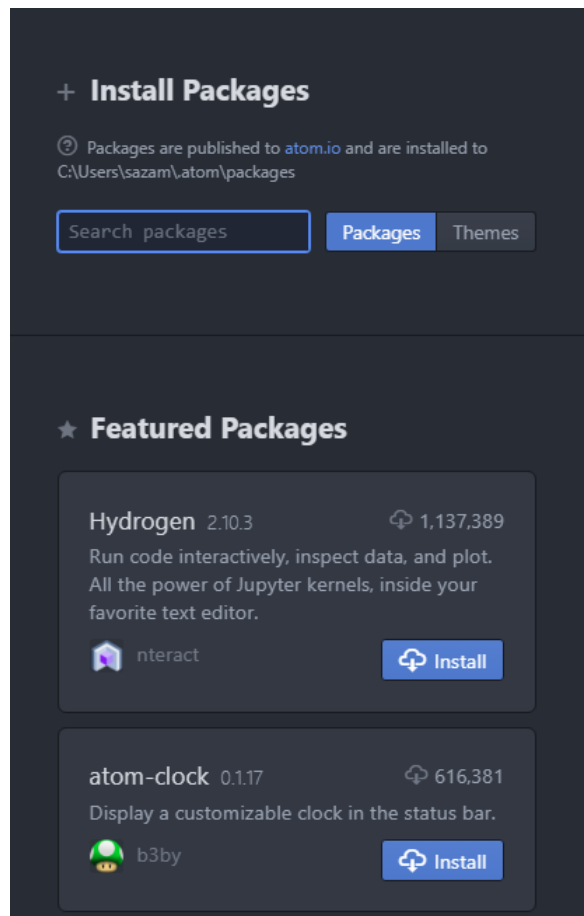 Install Packages
Packages are published to atom.io and are installed to
C:\Users\sazam\.atom\packages
Search packages
Packages
Themes
Featured Packages
Hydrogen 2.10.3
1,137,389
Run code interactively, inspect data, and plot.
All the power of Jupyter kernels, inside your
favorite text editor.
nteract
Install
atom-clock 0.1.17
616,381
Display a customizable clock in the status bar.
b3by
Install